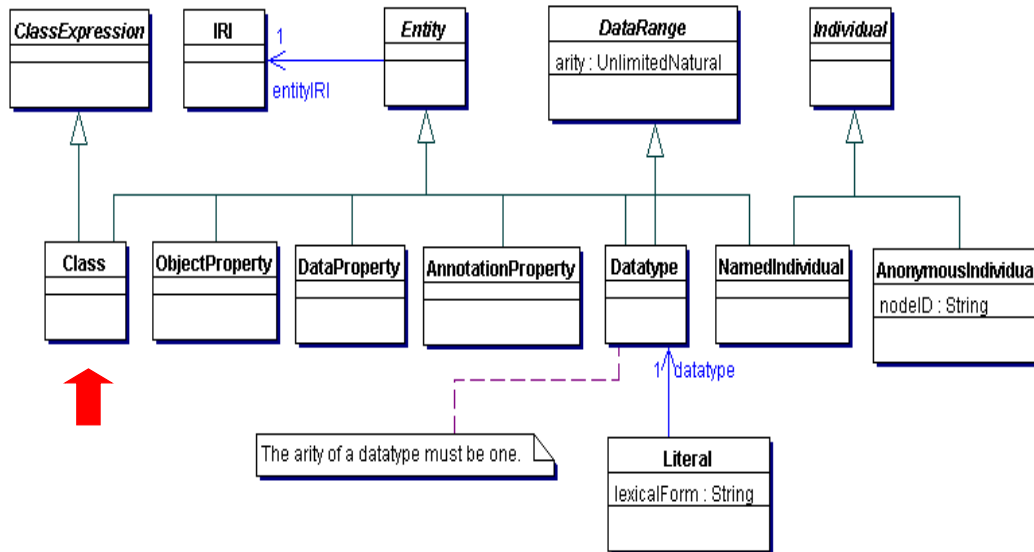 ClassExpression
IRI
Entity
DataRange
Individual
1
arity : UnlimitedNatural
entityIRI
Class
ObjectProperty
DataProperty
AnnotationProperty
Datatype
NamedIndividual
AnonymousIndividual
nodeID : String
1 datatype
The arity of a datatype must be one.
Literal
lexicalForm : String